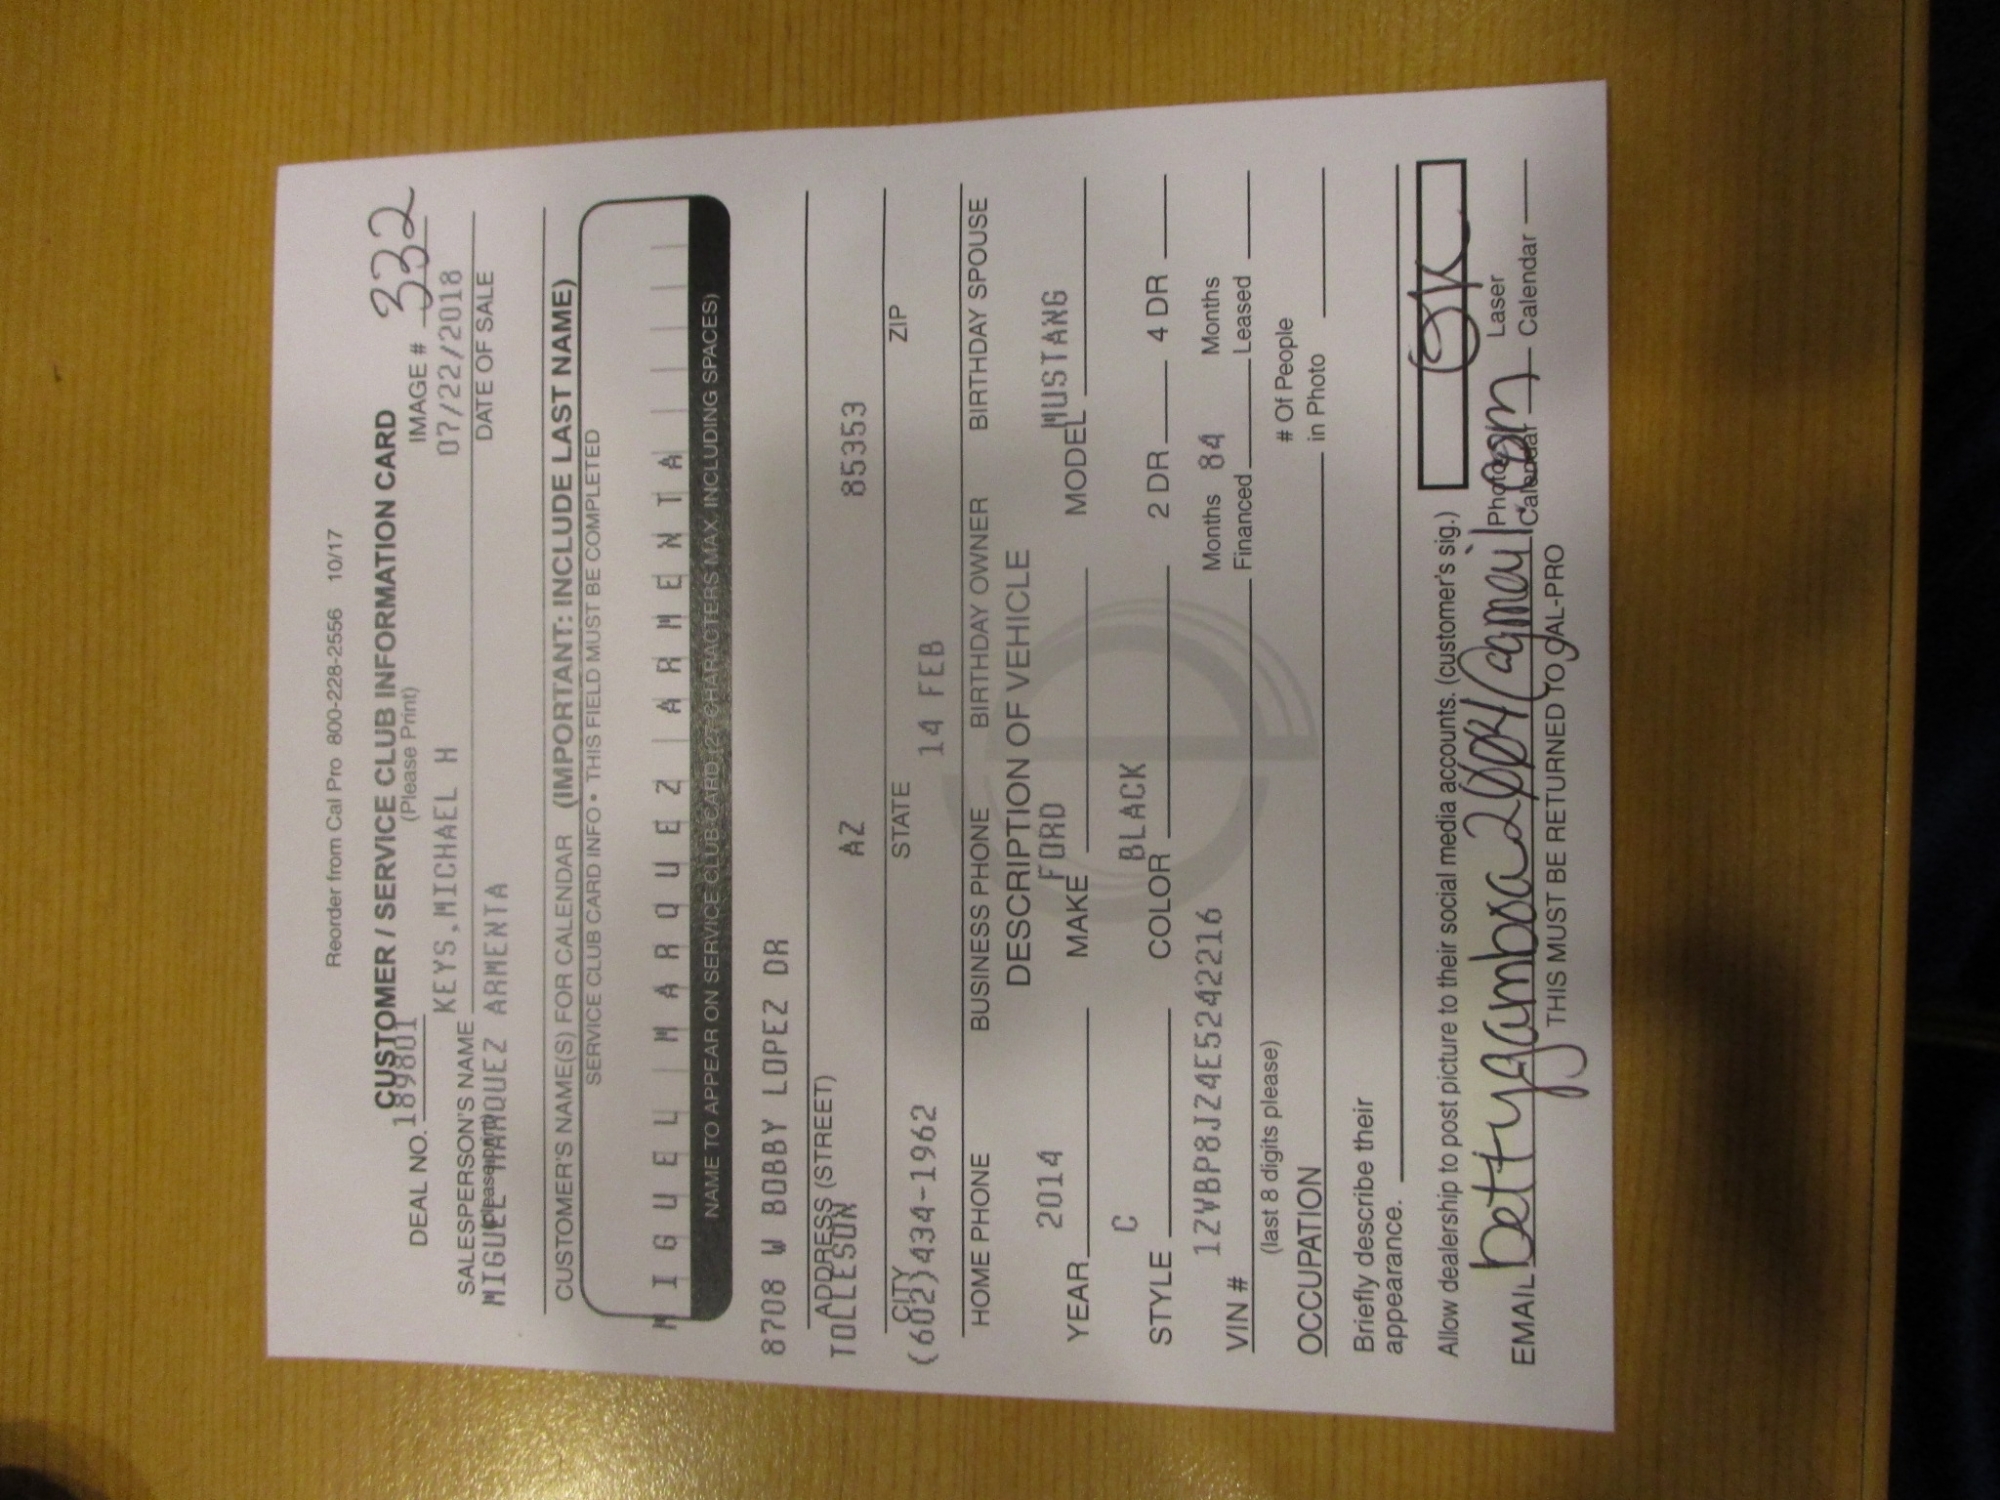 Reorder from Cal Pro 800-228-2556 10/17
CUSTOMER / SERVICE CLUB INFORMATION CARD
(Please Print)
DEAL NO. 189801 IMAGE # 332
KEYS,MICHAEL H 07/22/2018
SALESPERSON'S NAME DATE OF SALE
(please print)
MIGUEL MARQUEZ ARMENTA
CUSTOMER'S NAME(S) FOR CALENDAR (IMPORTANT: INCLUDE LAST NAME)
SERVICE CLUB CARD INFO • THIS FIELD MUST BE COMPLETED
MIGUEL MARQUEZ ARMENTA
NAME TO APPEAR ON SERVICE CLUB CARD (27 CHARACTERS MAX. INCLUDING SPACES)
8708 W BOBBY LOPEZ DR
ADDRESS (STREET)
TOLLESON AZ 85353
CITY STATE ZIP
(602)434-1962 14 FEB
HOME PHONE BUSINESS PHONE BIRTHDAY OWNER BIRTHDAY SPOUSE
DESCRIPTION OF VEHICLE
YEAR 2014 MAKE FORD MODEL MUSTANG
STYLE C COLOR BLACK 2 DR 4 DR
VIN # 1ZVBP8JZ4E5242216 Months Financed 84 Months Leased
(last 8 digits please)
OCCUPATION # Of People in Photo
Briefly describe their
appearance.
Allow dealership to post picture to their social media accounts. (customer's sig.)
EMAIL Photo Calendar Laser Calendar
THIS MUST BE RETURNED TO CAL-PRO